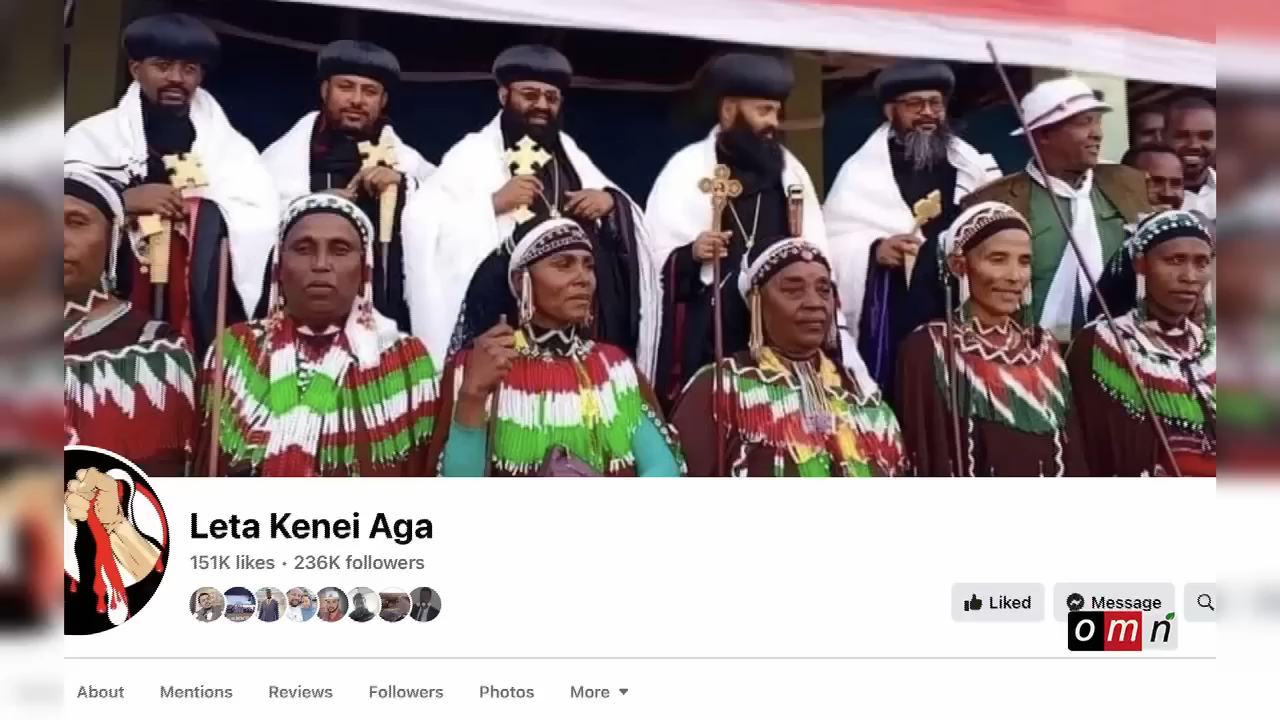 Leta Kenei Aga
151K likes · 236K followers
Liked
Message
omn
About
Mentions
Reviews
Followers
Photos
More